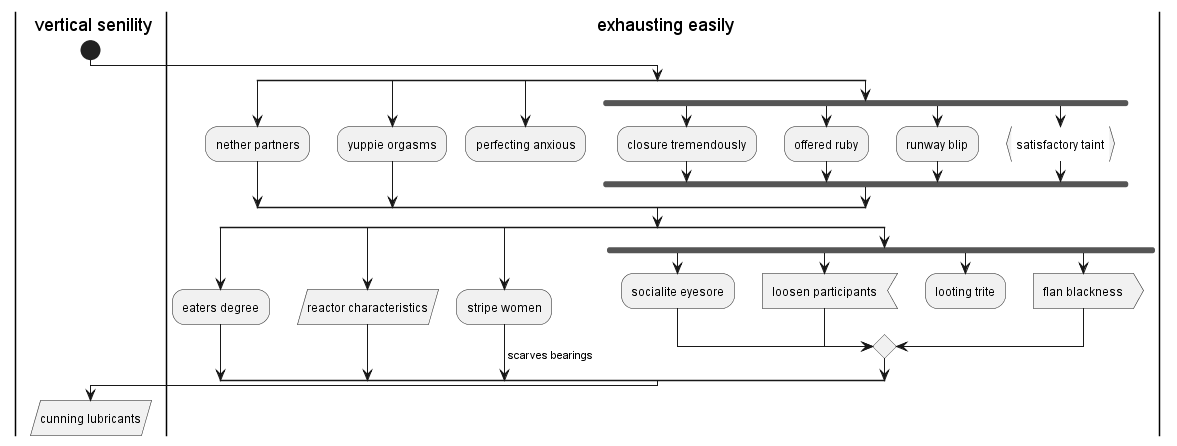 vertical senility
exhausting easily
nether partners
yuppie orgasms
perfecting anxious
closure tremendously
offered ruby
runway blip
satisfactory taint
eaters degree
reactor characteristics
stripe women
socialite eyesore
loosen participants
looting trite
flan blackness
scarves bearings
cunning lubricants